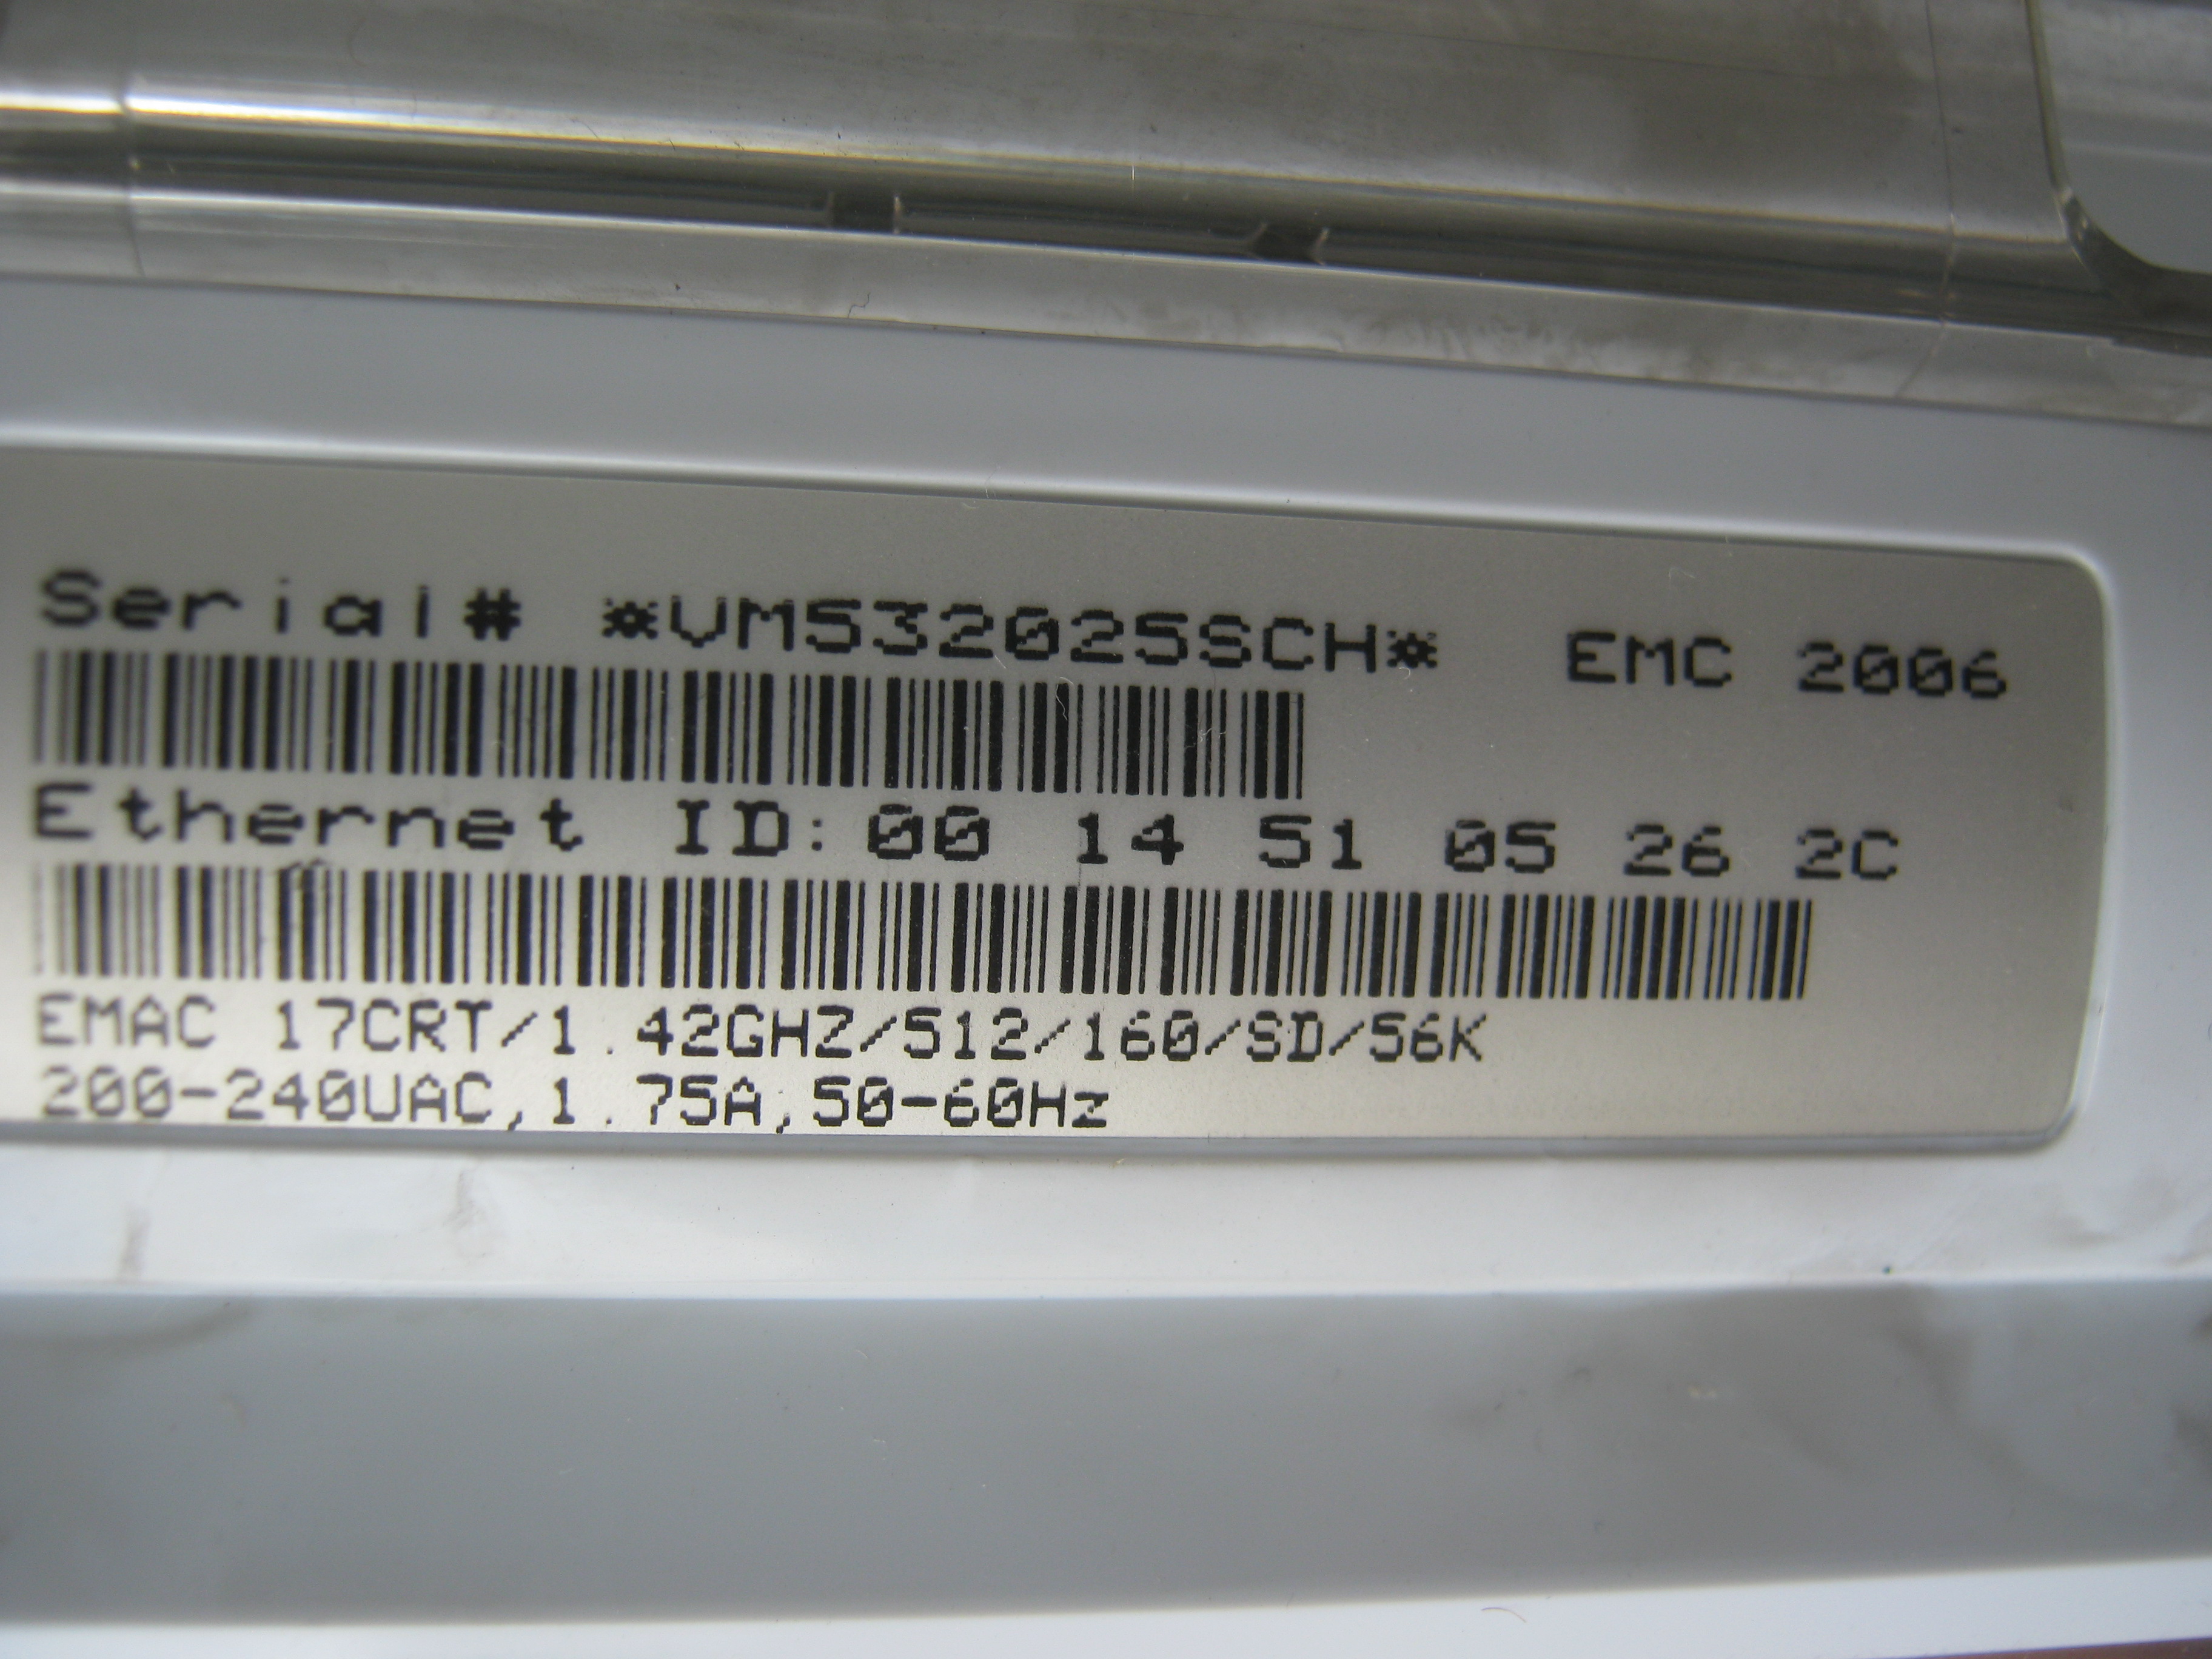 Serial# *VM532025SCH* EMC 2006
Ethernet ID: 00 14 51 05 26 2C
EMAC 17CRT/1.42GHZ/512/160/SD/56K
200-240VAC,1.75A,50-60Hz